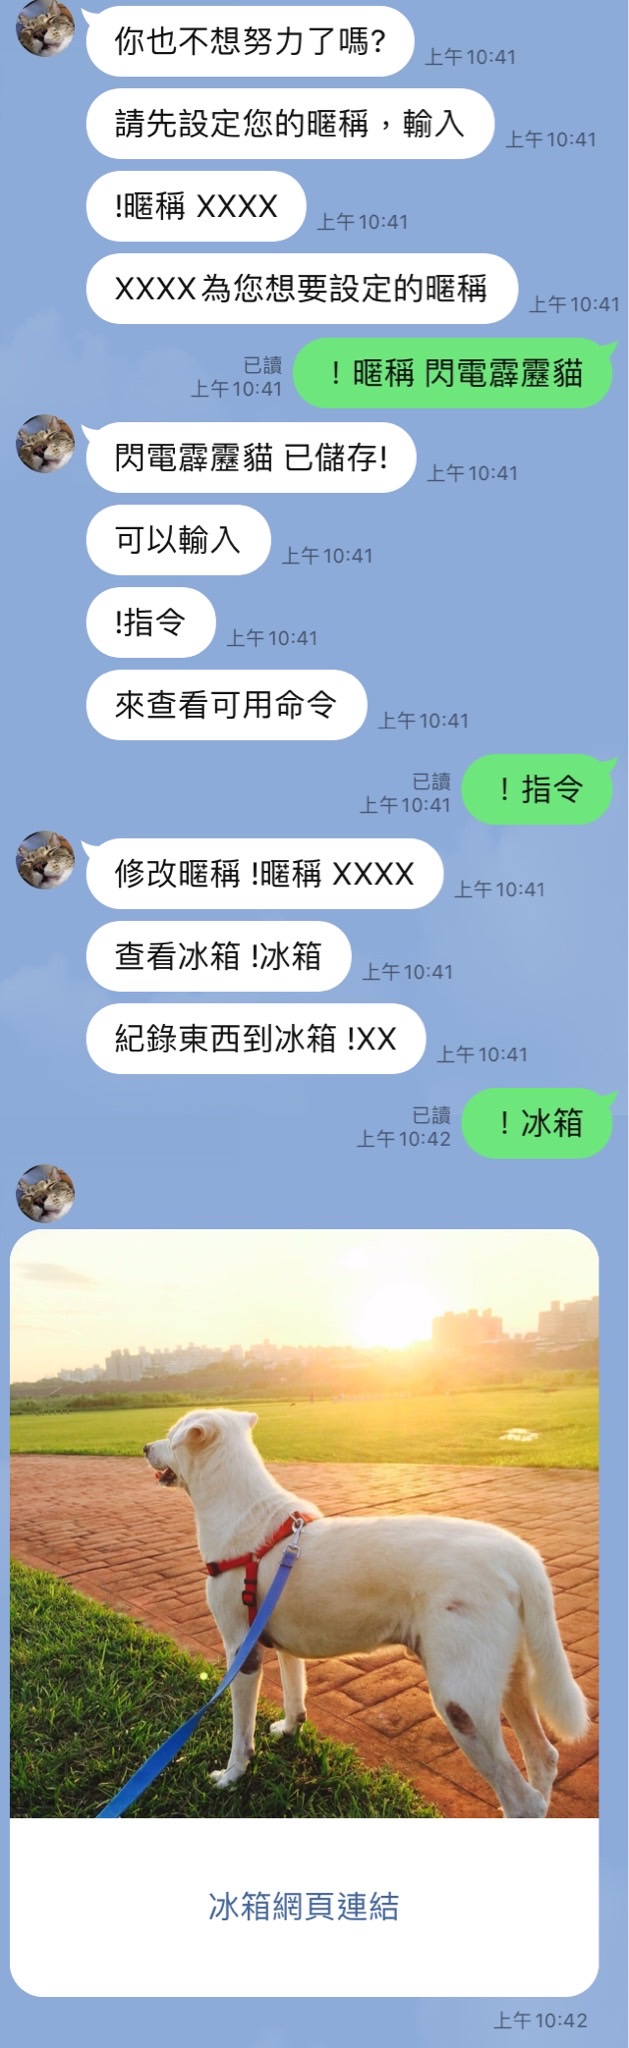 你也不想努力了嗎?
上午10:41
請先設定您的暱稱，輸入
上午10:41
!暱稱 XXXX
上午10:41
XXXX為您想要設定的暱稱
上午10:41
已讀
上午10:41
！暱稱 閃電霹靂貓
閃電霹靂貓 已儲存!
上午10:41
可以輸入
上午10:41
!指令
上午10:41
來查看可用命令
上午10:41
已讀
上午10:41
！指令
修改暱稱 !暱稱 XXXX
上午10:41
查看冰箱 !冰箱
上午10:41
紀錄東西到冰箱 !XX
上午10:41
已讀
上午10:42
！冰箱
冰箱網頁連結
上午10:42